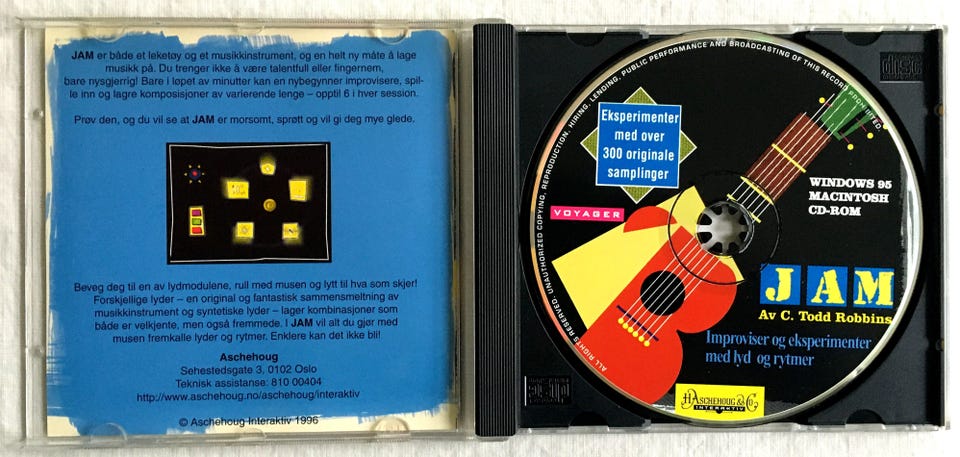 JAM er både et leketøy og et musikkinstrument, og en helt ny måte å lage
musikk på. Du trenger ikke å være talentfull eller fingernem,
bare nysgjerrig! Bare i løpet av minutter kan en nybegynner improvisere, spil-
le inn og lagre komposisjoner av varierende lenge – opptil 6 i hver session.
Prøv den, og du vil se at JAM er morsomt, sprøtt og vil gi deg mye glede.
Beveg deg til en av lydmodulene, rull med musen og lytt til hva som skjer!
Forskjellige lyder – en original og fantastisk sammensmeltning av
musikkinstrument og syntetiske lyder – lager kombinasjoner som
både er velkjente, men også fremmede. I JAM vil alt du gjør med
musen fremkalle lyder og rytmer. Enklere kan det ikke bli!
Aschehoug
Sehestedsgate 3, 0102 Oslo
Teknisk assistanse: 810 00404
http://www.aschehoug.no/aschehoug/interaktiv
© Aschehoug Interaktiv 1996
ALL RIGHTS RESERVED. UNAUTHORIZED COPYING, REPRODUCTION, HIRING, LENDING, PUBLIC PERFORMANCE AND BROADCASTING OF THIS RECORD PROHIBITED.
Eksperimenter
med over
300 originale
samplinger
VOYAGER
WINDOWS 95
MACINTOSH
CD-ROM
JAM
Av C. Todd Robbins
Improviser og eksperimenter
med lyd og rytmer
H. ASCHEHOUG & CO
INTERAKTIV
disc
disc